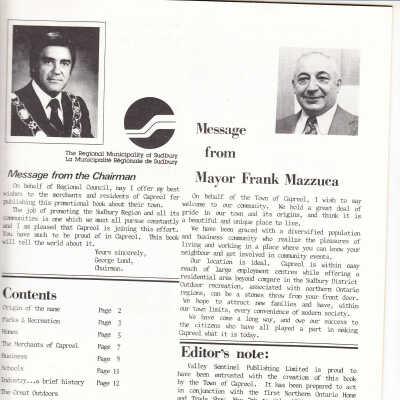 The Regional Municipality of Sudbury
La Municipalité Régionale de Sudbury
Message from the Chairman
On behalf of Regional Council, may I offer my best
wishes to the merchants and residents of Capreol for
publishing this promotional book about their town.
The job of promoting the Sudbury Region and all its
communities is one which we must all pursue constantly
and I am pleased that Capreol is joining this effort.
You have much to be proud of in Capreol. This book
will tell the world about it.
Yours sincerely,
George Lund,
Chairman.
Contents
Origin of the name Page 2
Parks & Recreation Page 3
Homes Page 5
The Merchants of Capreol Page 7
Business Page 9
Schools Page 11
Industry...a brief history Page 12
The Great Outdoors
Message
from
Mayor Frank Mazzuca
On behalf of the Town of Capreol, I wish to say
welcome to our community. We hold a great deal of
pride in our town and its origins, and think it is
a beautiful and unique place to live.
We have been graced with a diversified population
and business community who realize the pleasures of
living and working in a place where you can know your
neighbour and get involved in community events.
Our location is ideal. Capreol is within easy
reach of large employment centres while offering a
residential area beyond compare in the Sudbury District
Outdoor recreation, associated with northern Ontario
regions, can be a stones throw from your front door.
We hope to attract new families and have, within
our town limits, every convenience of modern society.
We have come a long way, and owe our success to
the citizens who have all played a part in making
Capreol what it is today.
Editor's note:
Valley Sentinel Publishing Limited is proud to
have been entrusted with the creation of this book
by the Town of Capreol. It has been prepared to act
in conjunction with the first Northern Ontario Home
and Trade Show